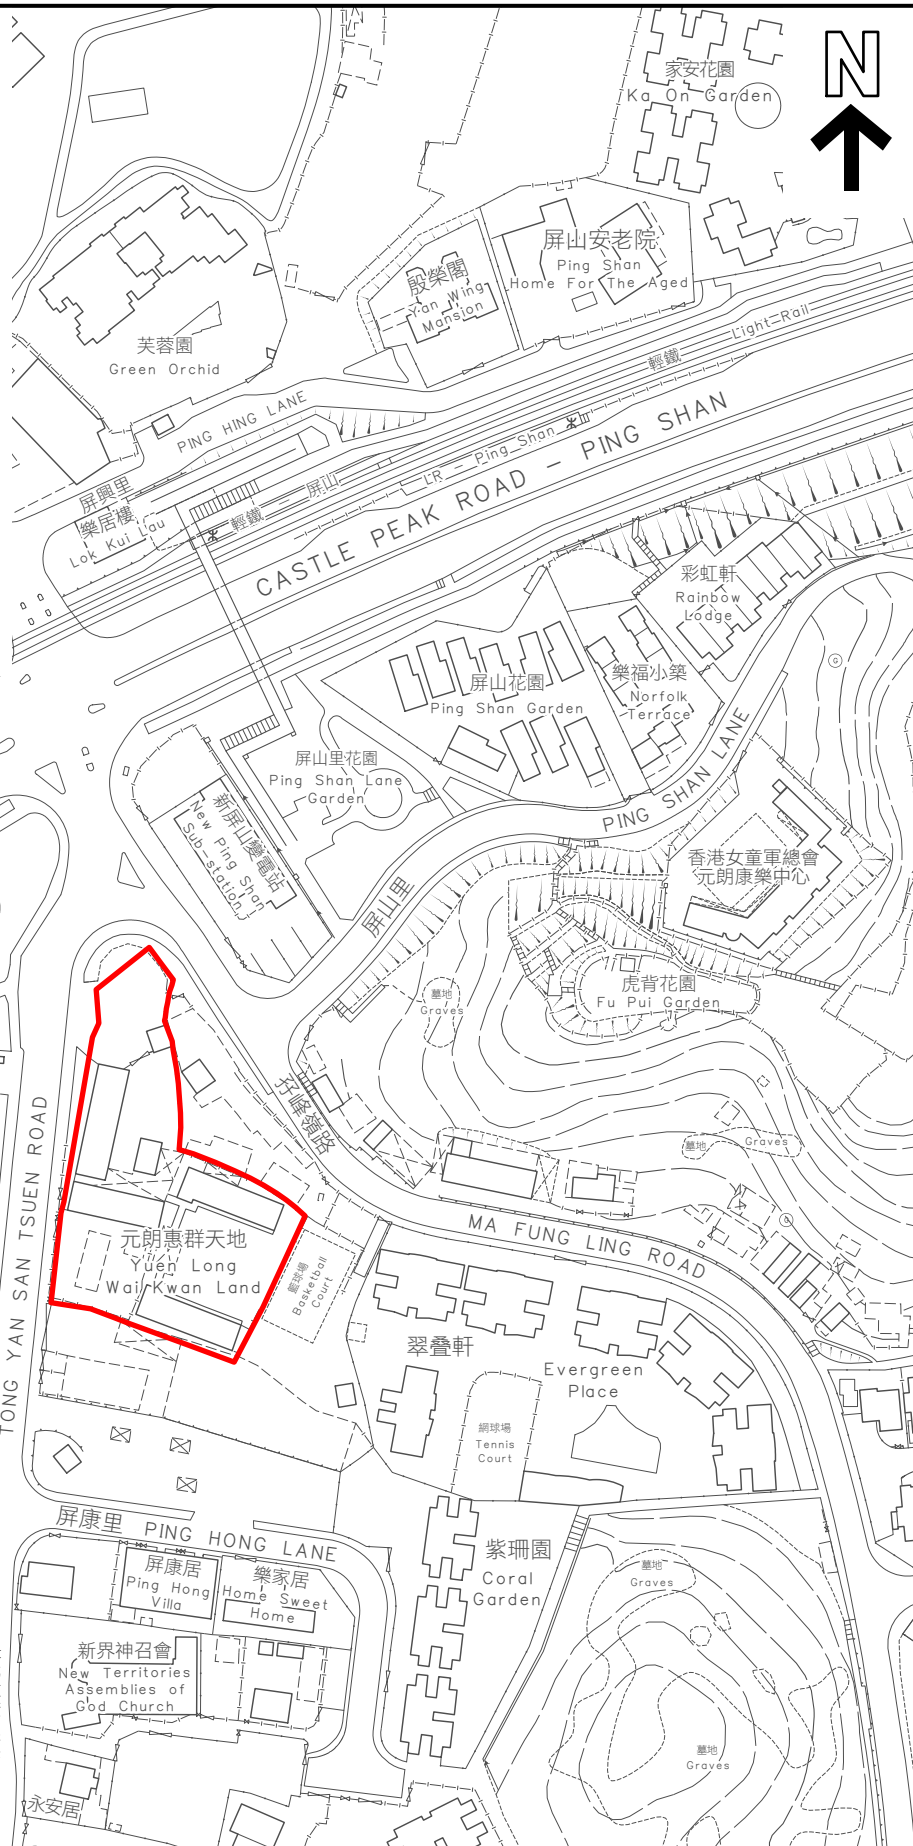 N
家安花園
Ka On Garden
屏山安老院
Ping Shan
Home For The Aged
殷榮閣
Yan Wing
Mansion
芙蓉園
Green Orchid
Light Rail
輕鐵
PING HING LANE
LR - Ping Shan
輕鐵 - 屏山
CASTLE PEAK ROAD - PING SHAN
屏興里
樂居樓
Lok Kui Lau
彩虹軒
Rainbow
Lodge
樂福小築
Norfolk
Terrace
屏山花園
Ping Shan Garden
屏山里花園
Ping Shan Lane
Garden
PING SHAN LANE
屏山里
新屏山變電站
New Ping Shan
Sub-station
香港女童軍總會
元朗康樂中心
虎背花園
Fu Pui Garden
墓地
Graves
G
孖峰嶺路
墓地
Graves
G
MA FUNG LING ROAD
TONG YAN SAN TSUEN ROAD
元朗惠群天地
Yuen Long
Wai Kwan Land
籃球場
Basketball
Court
翠疊軒
Evergreen
Place
網球場
Tennis
Court
屏康里 PING HONG LANE
屏康居
Ping Hong
Villa
樂家居
Home Sweet
Home
紫珊園
Coral
Garden
墓地
Graves
新界神召會
New Territories
Assemblies of
God Church
墓地
Graves
永安居